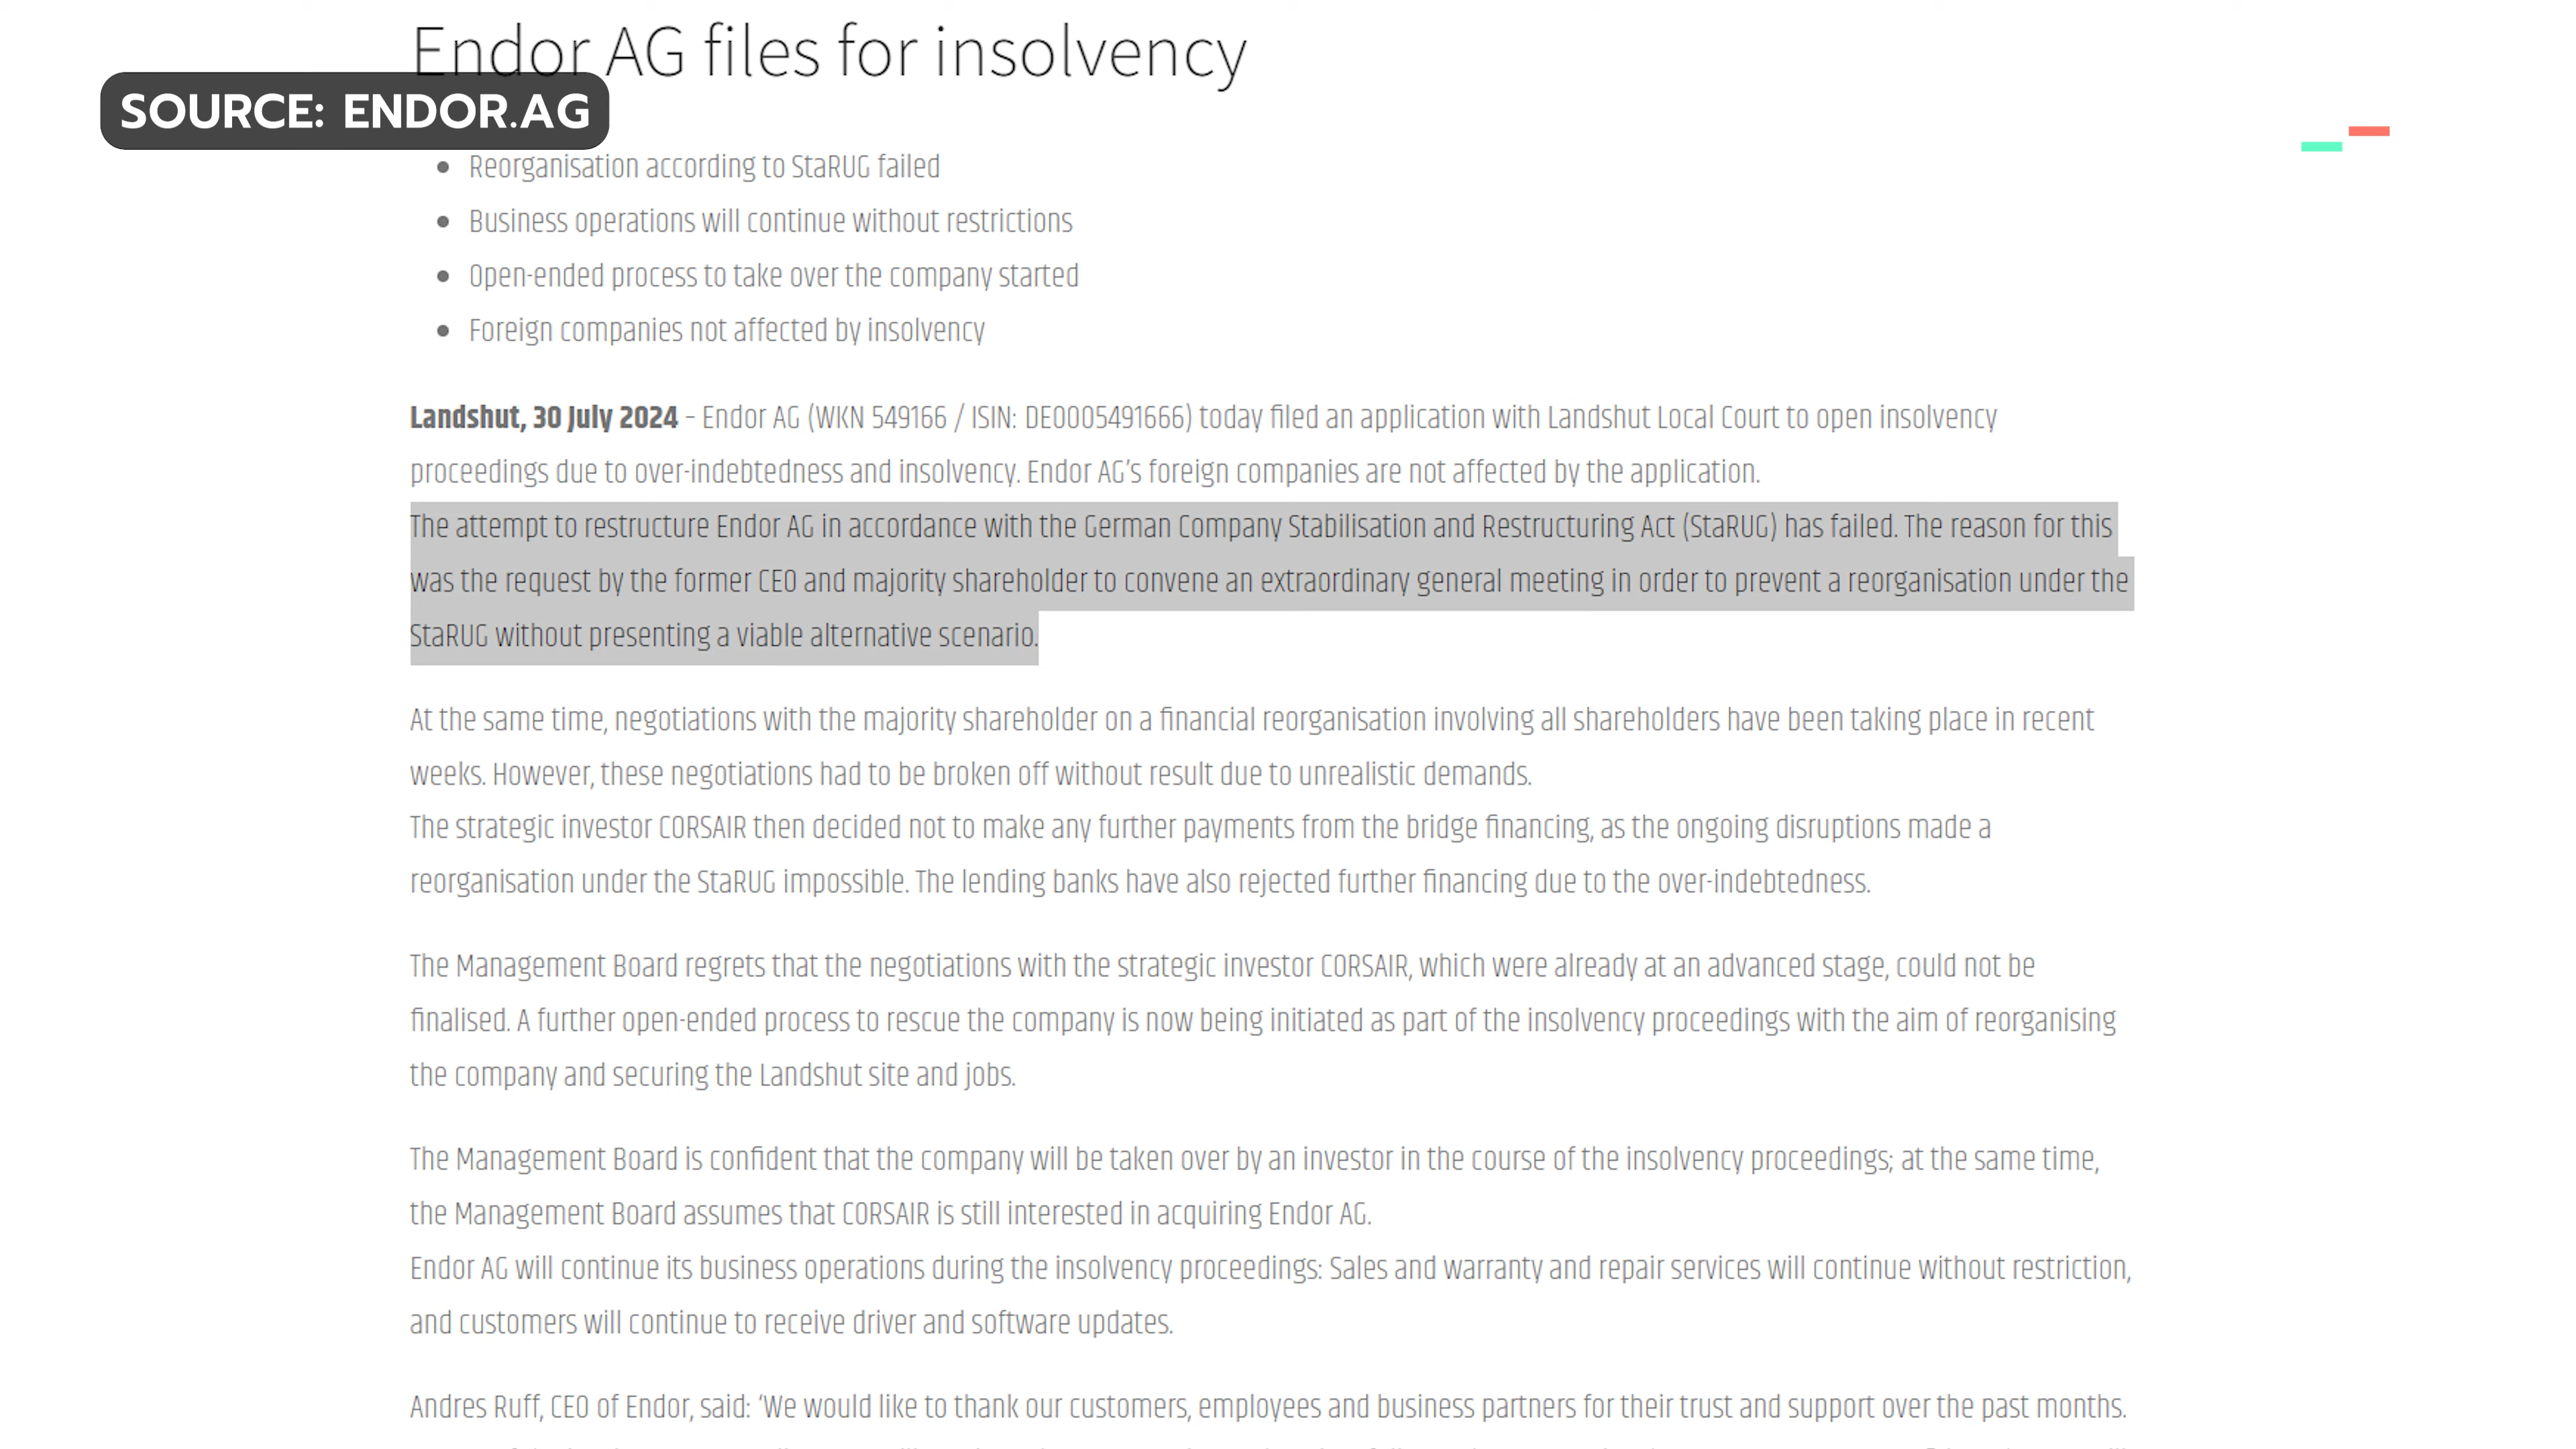 Endor AG files for insolvency
SOURCE: ENDOR.AG
Reorganisation according to StaRUG failed
Business operations will continue without restrictions
Open-ended process to take over the company started
Foreign companies not affected by insolvency
Landshut, 30 July 2024 – Endor AG (WKN 549166 / ISIN: DE0005491666) today filed an application with Landshut Local Court to open insolvency
proceedings due to over-indebtedness and insolvency. Endor AG’s foreign companies are not affected by the application.
The attempt to restructure Endor AG in accordance with the German Company Stabilisation and Restructuring Act (StaRUG) has failed. The reason for this
was the request by the former CEO and majority shareholder to convene an extraordinary general meeting in order to prevent a reorganisation under the
StaRUG without presenting a viable alternative scenario.
At the same time, negotiations with the majority shareholder on a financial reorganisation involving all shareholders have been taking place in recent
weeks. However, these negotiations had to be broken off without result due to unrealistic demands.
The strategic investor CORSAIR then decided not to make any further payments from the bridge financing, as the ongoing disruptions made a
reorganisation under the StaRUG impossible. The lending banks have also rejected further financing due to the over-indebtedness.
The Management Board regrets that the negotiations with the strategic investor CORSAIR, which were already at an advanced stage, could not be
finalised. A further open-ended process to rescue the company is now being initiated as part of the insolvency proceedings with the aim of reorganising
the company and securing the Landshut site and jobs.
The Management Board is confident that the company will be taken over by an investor in the course of the insolvency proceedings; at the same time,
the Management Board assumes that CORSAIR is still interested in acquiring Endor AG.
Endor AG will continue its business operations during the insolvency proceedings: Sales and warranty and repair services will continue without restriction,
and customers will continue to receive driver and software updates.
Andres Ruff, CEO of Endor, said: ‘We would like to thank our customers, employees and business partners for their trust and support over the past months.